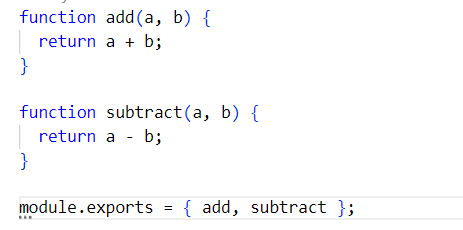 function add(a, b) {
  return a + b;
}

function subtract(a, b) {
  return a - b;
}

module.exports = { add, subtract };